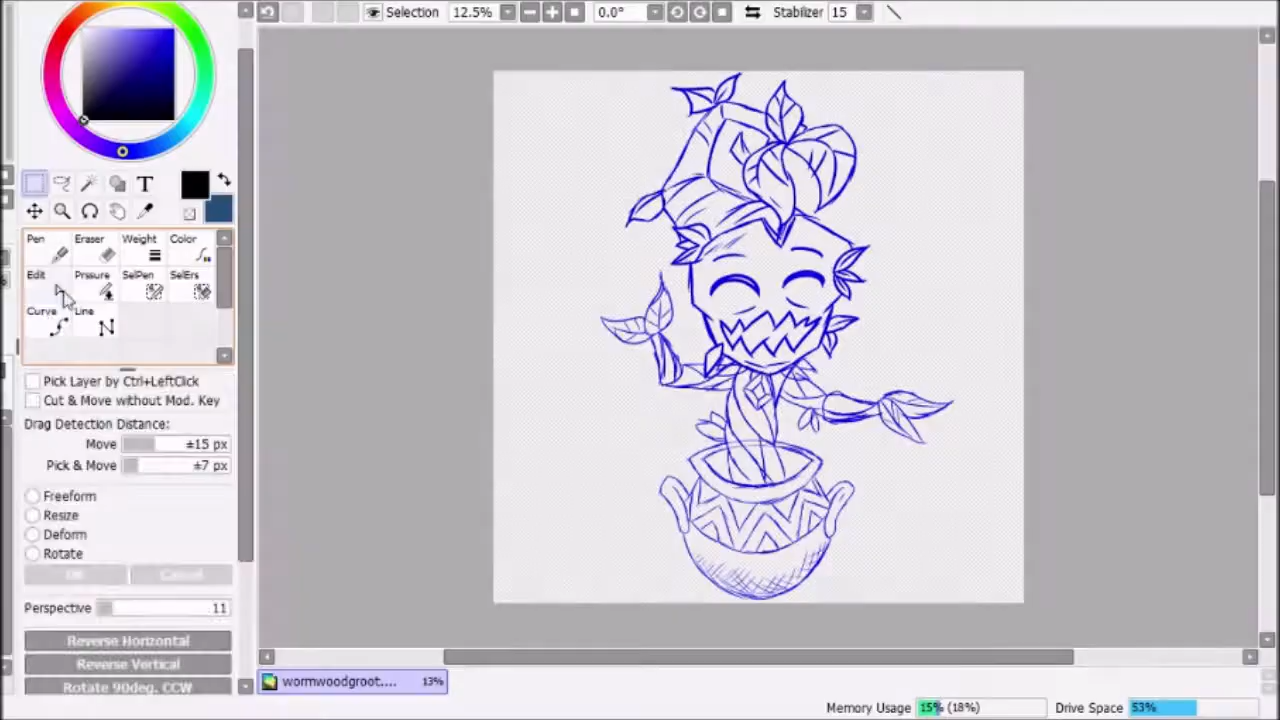 Selection 12.5% 0.0° Stabilizer 15
T
Pen Eraser Weight Color
Edit Prssure SelPen SelErs
Curve Line
Pick Layer by Ctrl+LeftClick
Cut & Move without Mod. Key
Drag Detection Distance:
Move ±15 px
Pick & Move ±7 px
Freeform
Resize
Deform
Rotate
OK Cancel
Perspective 11
Reverse Horizontal
Reverse Vertical
Rotate 90deg. CCW
wormwoodgroot.... 13%
Memory Usage 15% (18%) Drive Space 53%